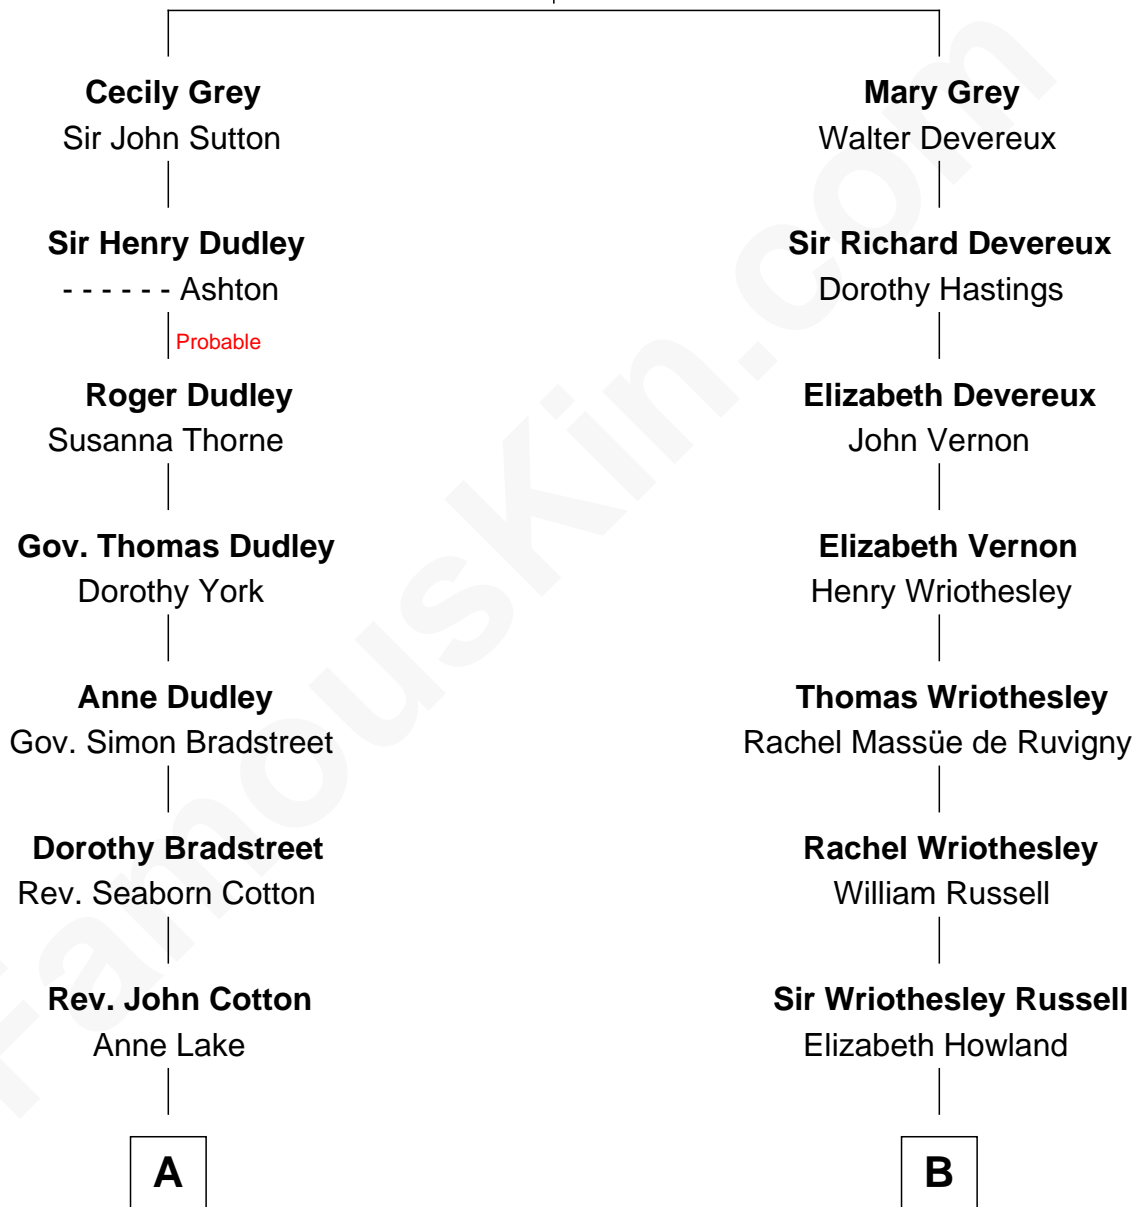 Cecily Grey
Sir John Sutton
Mary Grey
Walter Devereux
Sir Henry Dudley
- - - - - - Ashton
Sir Richard Devereux
Dorothy Hastings
Probable
Roger Dudley
Susanna Thorne
Elizabeth Devereux
John Vernon
Gov. Thomas Dudley
Dorothy York
Elizabeth Vernon
Henry Wriothesley
Anne Dudley
Gov. Simon Bradstreet
Thomas Wriothesley
Rachel Massüe de Ruvigny
Dorothy Bradstreet
Rev. Seaborn Cotton
Rachel Wriothesley
William Russell
Rev. John Cotton
Anne Lake
Sir Wriothesley Russell
Elizabeth Howland
A
B
FamousKin.com